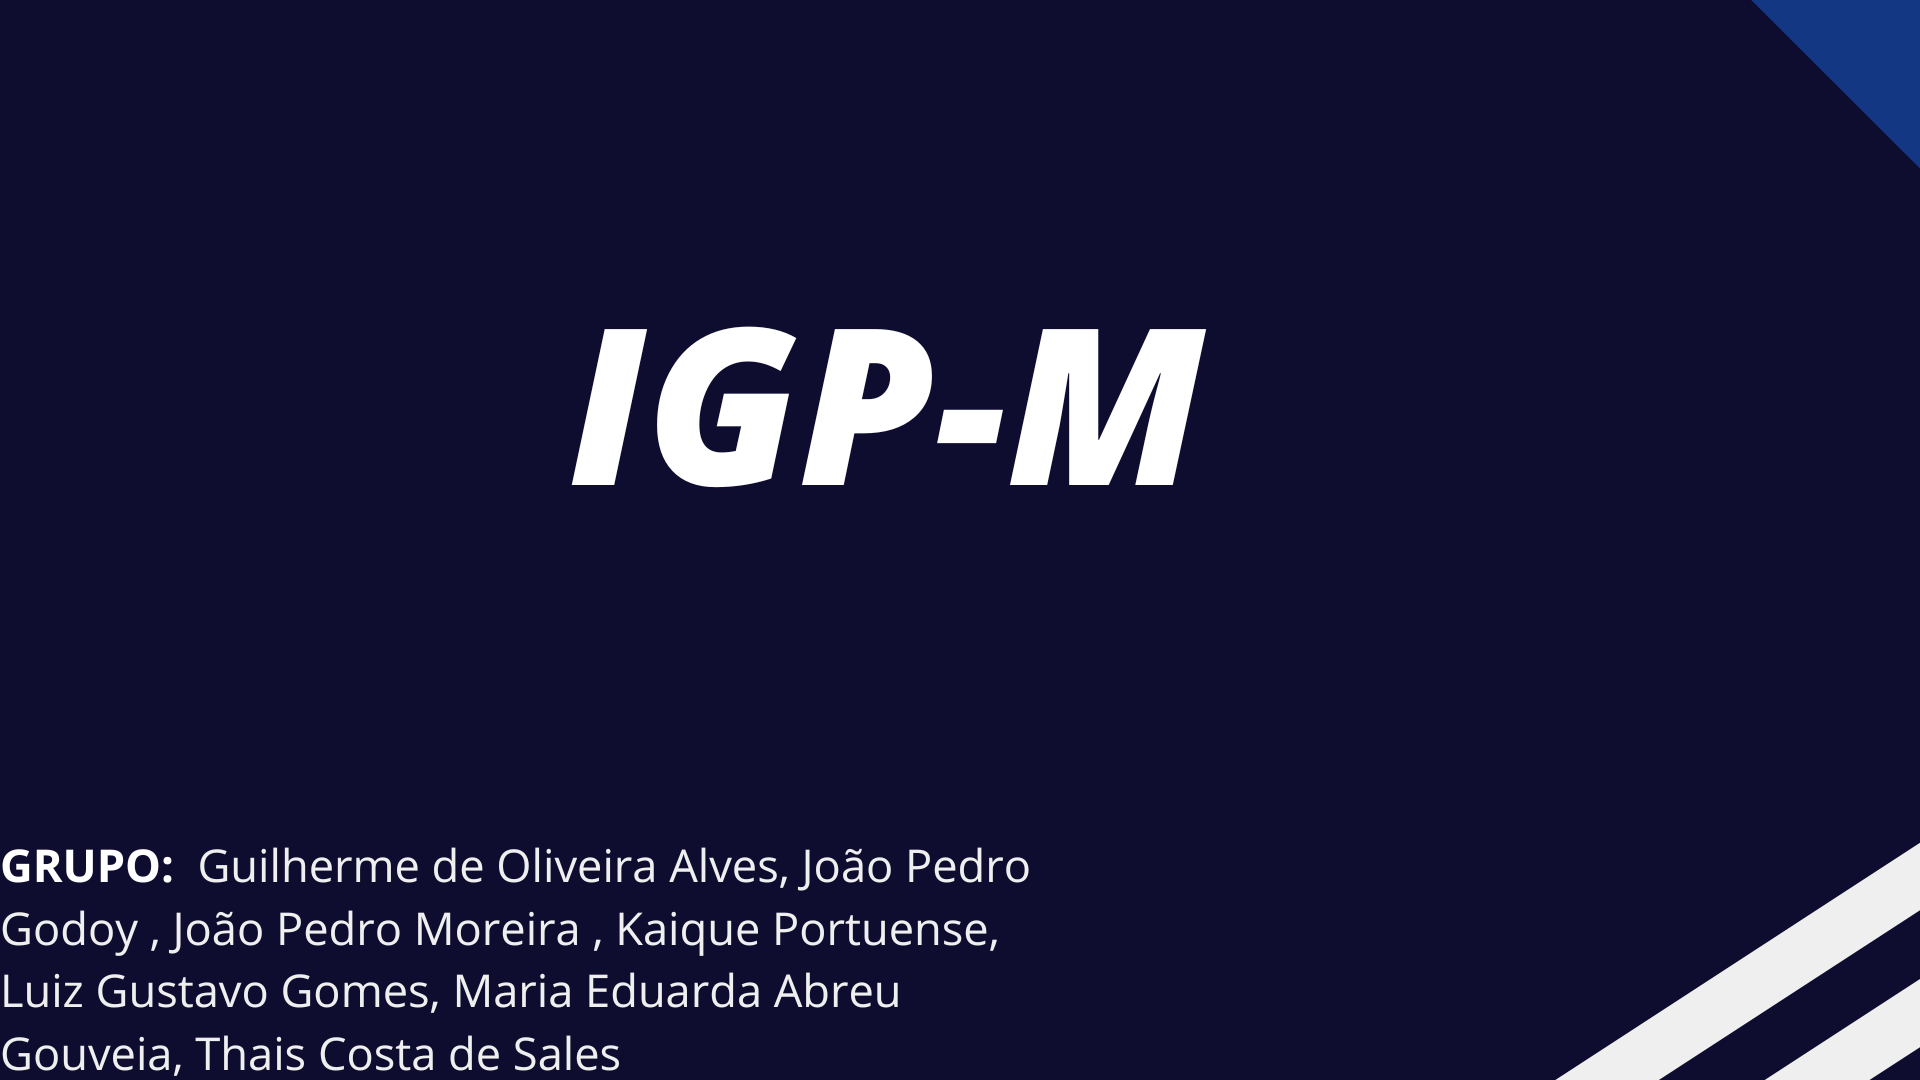 IGP-M
GRUPO:  Guilherme de Oliveira Alves, João Pedro
Godoy , João Pedro Moreira , Kaique Portuense,
Luiz Gustavo Gomes, Maria Eduarda Abreu
Gouveia, Thais Costa de Sales